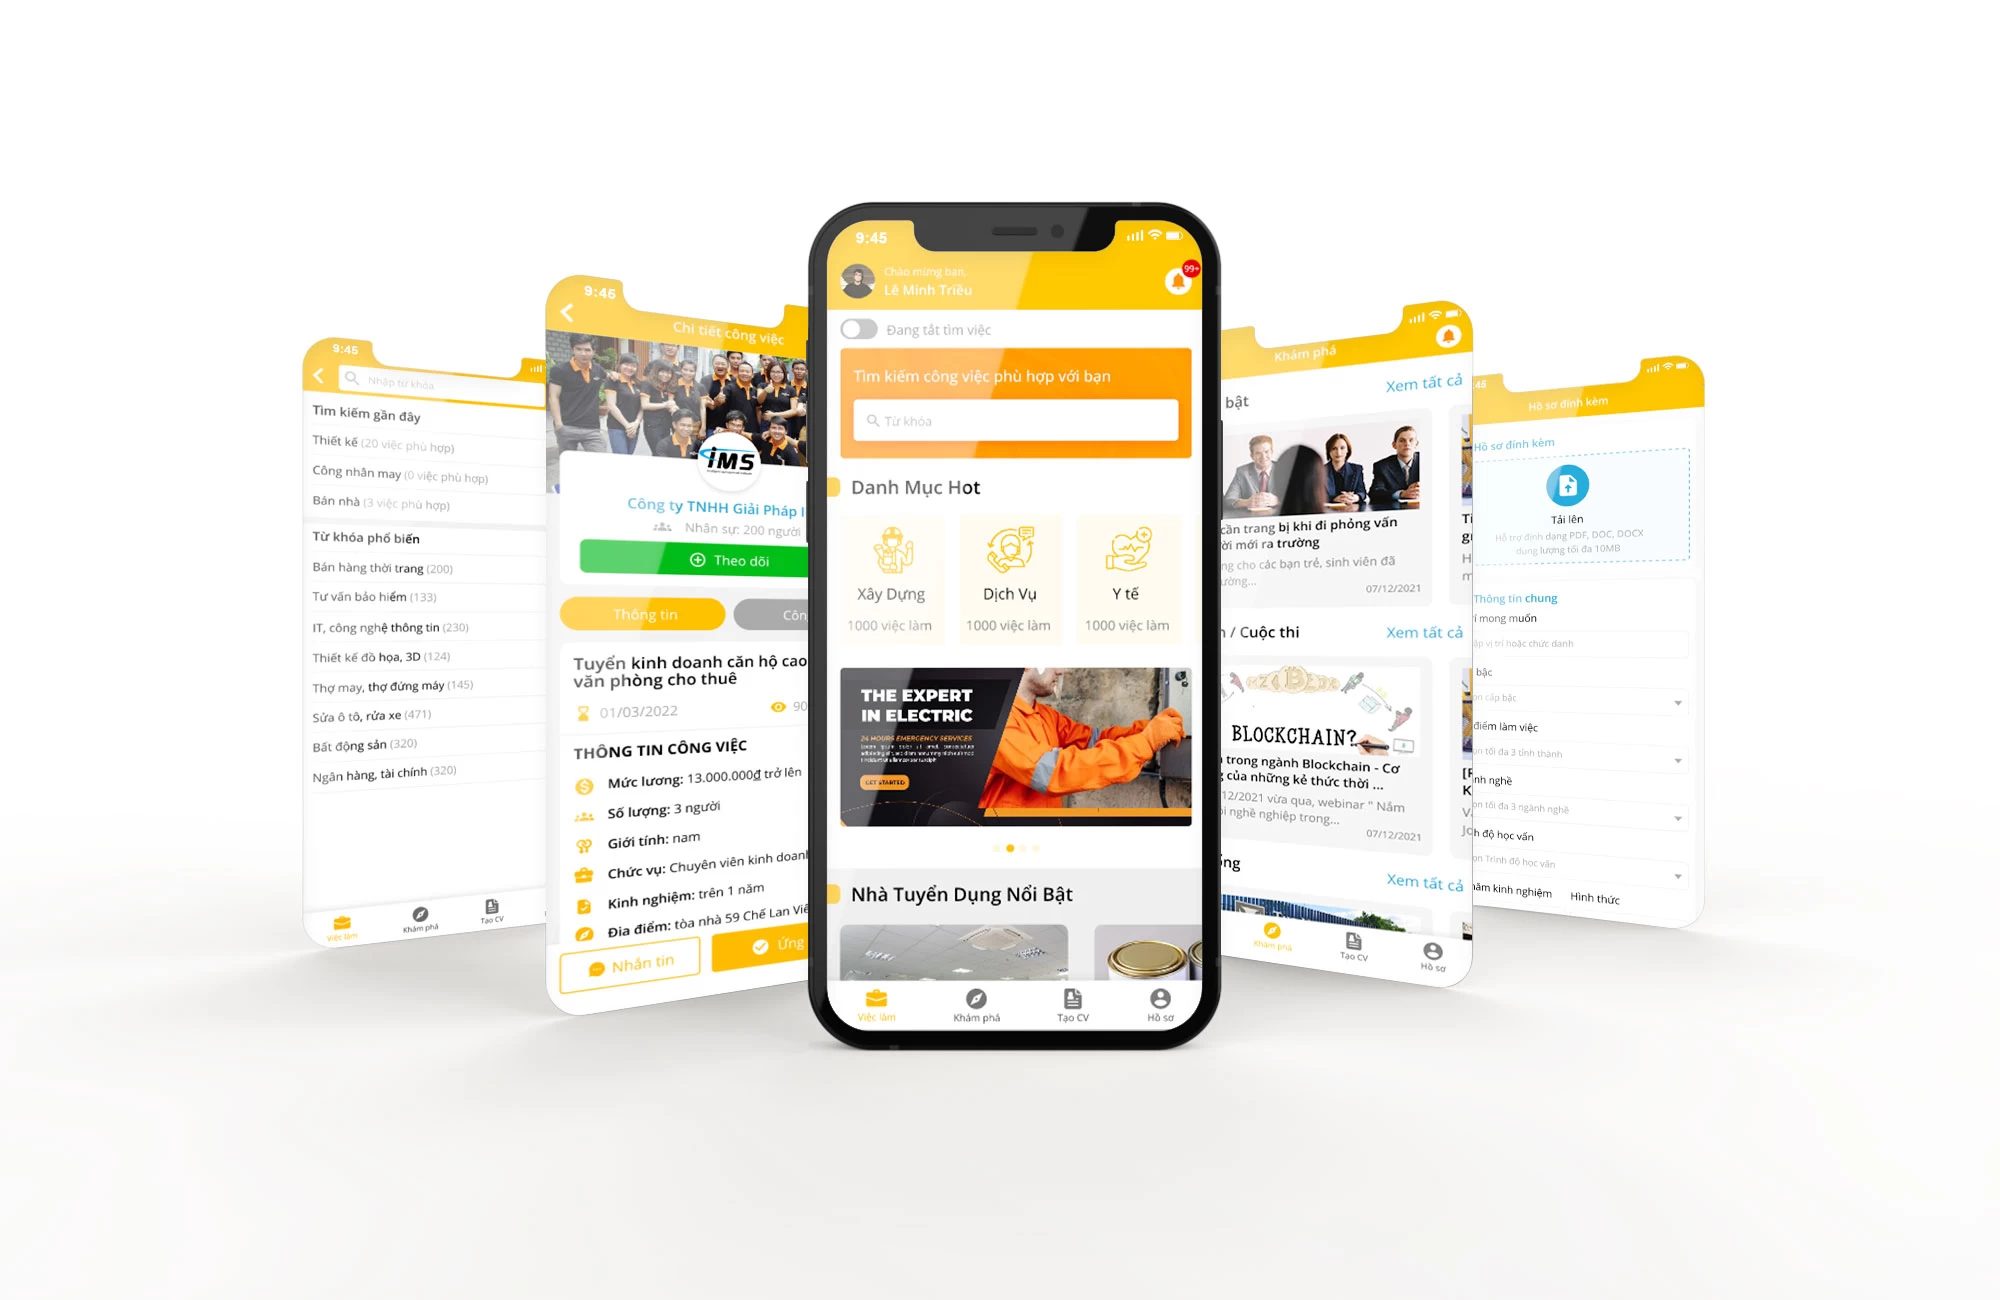 9:45
Nhập từ khóa
Tìm kiếm gần đây
Thiết kế (20 việc phù hợp)
Công nhân may (0 việc phù hợp)
Bán nhà (3 việc phù hợp)
Từ khóa phổ biến
Bán hàng thời trang (200)
Tư vấn bảo hiểm (133)
IT, công nghệ thông tin (230)
Thiết kế đồ họa, 3D (124)
Thợ may, thợ đứng máy (145)
Sửa ô tô, rửa xe (471)
Bất động sản (320)
Ngân hàng, tài chính (320)
Việc làm
Khám phá
Tạo CV
9:46
Chi tiết công việc
iMS
Công ty TNHH Giải Pháp I
Nhân sự: 200 người
Theo dõi
Thông tin
Côn
Tuyển kinh doanh căn hộ cao
văn phòng cho thuê
01/03/2022
90
THÔNG TIN CÔNG VIỆC
Mức lương: 13.000.000₫ trở lên
Số lượng: 3 người
Giới tính: nam
Chức vụ: Chuyên viên kinh doanh
Kinh nghiệm: trên 1 năm
Địa điểm: tòa nhà 59 Chế Lan Viê
Nhắn tin
Ứng
9:45
Chào mừng bạn,
Lê Minh Triều
99+
Đang tắt tìm việc
Tìm kiếm công việc phù hợp với bạn
Từ khóa
Danh Mục Hot
Xây Dựng
1000 việc làm
Dịch Vụ
1000 việc làm
Y tế
1000 việc làm
THE EXPERT
IN ELECTRIC
24 HOURS EMERGENCY SERVICES
GET STARTED
Nhà Tuyển Dụng Nổi Bật
Việc làm
Khám phá
Tạo CV
Hồ sơ
Khám phá
bật
Xem tất cả
cần trang bị khi đi phỏng vấn
ời mới ra trường
ng cho các bạn trẻ, sinh viên đã
ường...
07/12/2021
n / Cuộc thi
Xem tất cả
BLOCKCHAIN?
trong ngành Blockchain - Cơ
g của những kẻ thức thời ...
12/2021 vừa qua, webinar " Nắm
ội nghề nghiệp trong...
07/12/2021
ống
Xem tất cả
Khám phá
Tạo CV
Hồ sơ
:45
Hồ sơ đính kèm
Hồ sơ đính kèm
Tải lên
Hỗ trợ định dạng PDF, DOC, DOCX
dung lượng tối đa 10MB
Thông tin chung
í mong muốn
ập vị trí hoặc chức danh
bậc
ọn cấp bậc
điểm làm việc
ọn tối đa 3 tỉnh thành
nh nghề
ọn tối đa 3 ngành nghề
h độ học vấn
ọn Trình độ học vấn
năm kinh nghiệm
Hình thức